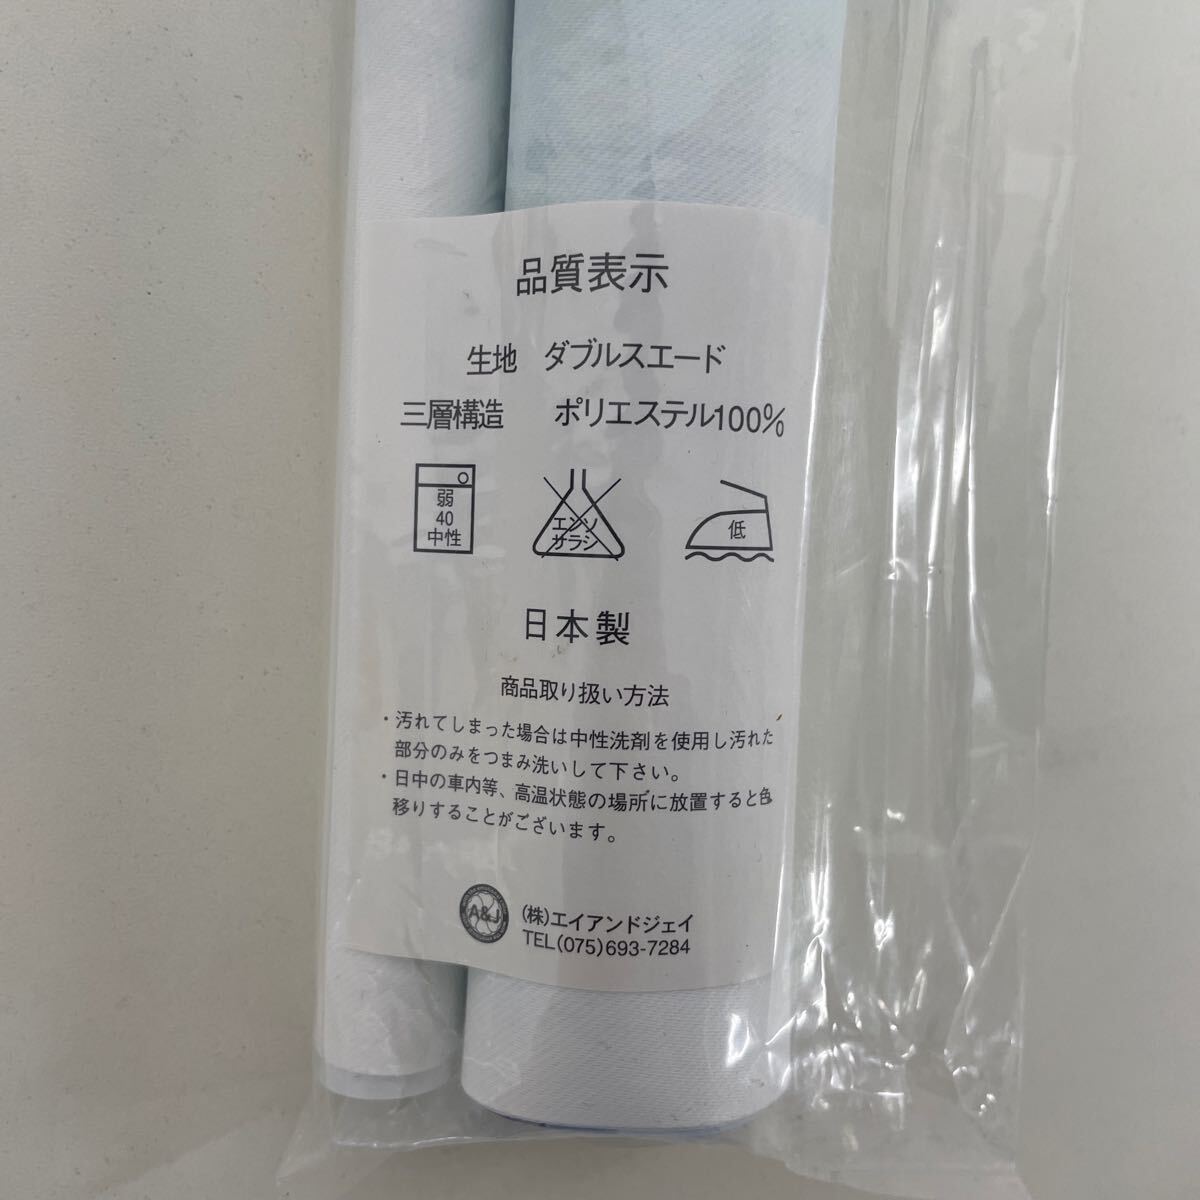 品質表示
生地 ダブルスエード
三層構造 ポリエステル100%
弱
40
中性
エンソ
サラシ
低
日本製
商品取り扱い方法
・汚れてしまった場合は中性洗剤を使用し汚れた
部分のみをつまみ洗いして下さい。
・日中の車内等、高温状態の場所に放置すると色
移りすることがございます。
A&J
(株)エイアンドジェイ
TEL(075)693-7284